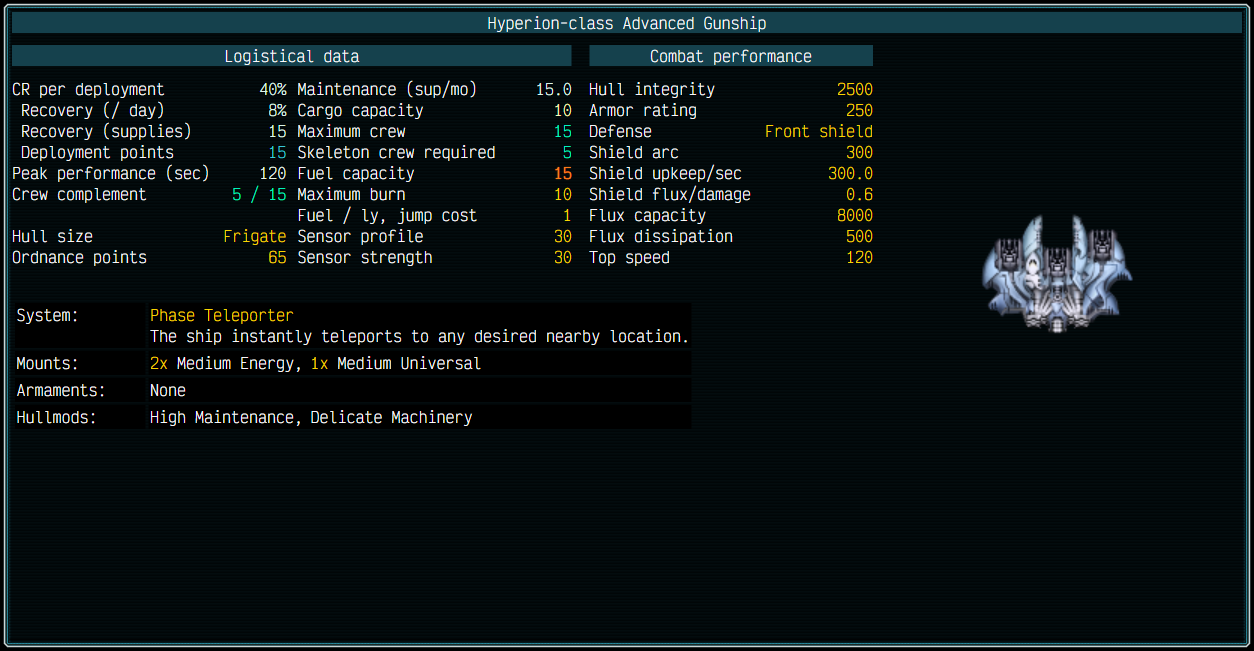 Hyperion-class Advanced Gunship
Logistical data Combat performance
CR per deployment 40% Maintenance (sup/mo) 15.0 Hull integrity 2500
Recovery (/ day) 8% Cargo capacity 10 Armor rating 250
Recovery (supplies) 15 Maximum crew 15 Defense Front shield
Deployment points 15 Skeleton crew required 5 Shield arc 300
Peak performance (sec) 120 Fuel capacity 15 Shield upkeep/sec 300.0
Crew complement 5 / 15 Maximum burn 10 Shield flux/damage 0.6
Fuel / ly, jump cost 1 Flux capacity 8000
Hull size Frigate Sensor profile 30 Flux dissipation 500
Ordnance points 65 Sensor strength 30 Top speed 120
System: Phase Teleporter
The ship instantly teleports to any desired nearby location.
Mounts: 2x Medium Energy, 1x Medium Universal
Armaments: None
Hullmods: High Maintenance, Delicate Machinery